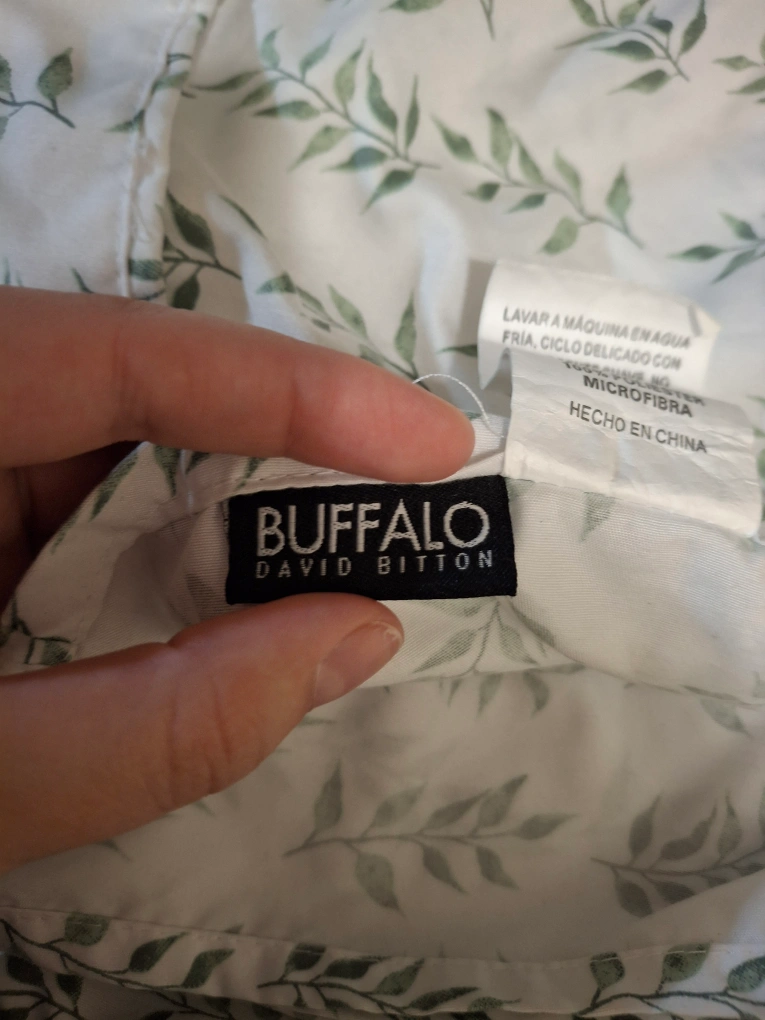 LAVAR A MÁQUINA EN AGUA
FRÍA, CICLO DELICADO CON
MICROFIBRA
HECHO EN CHINA
BUFFALO
DAVID BITTON